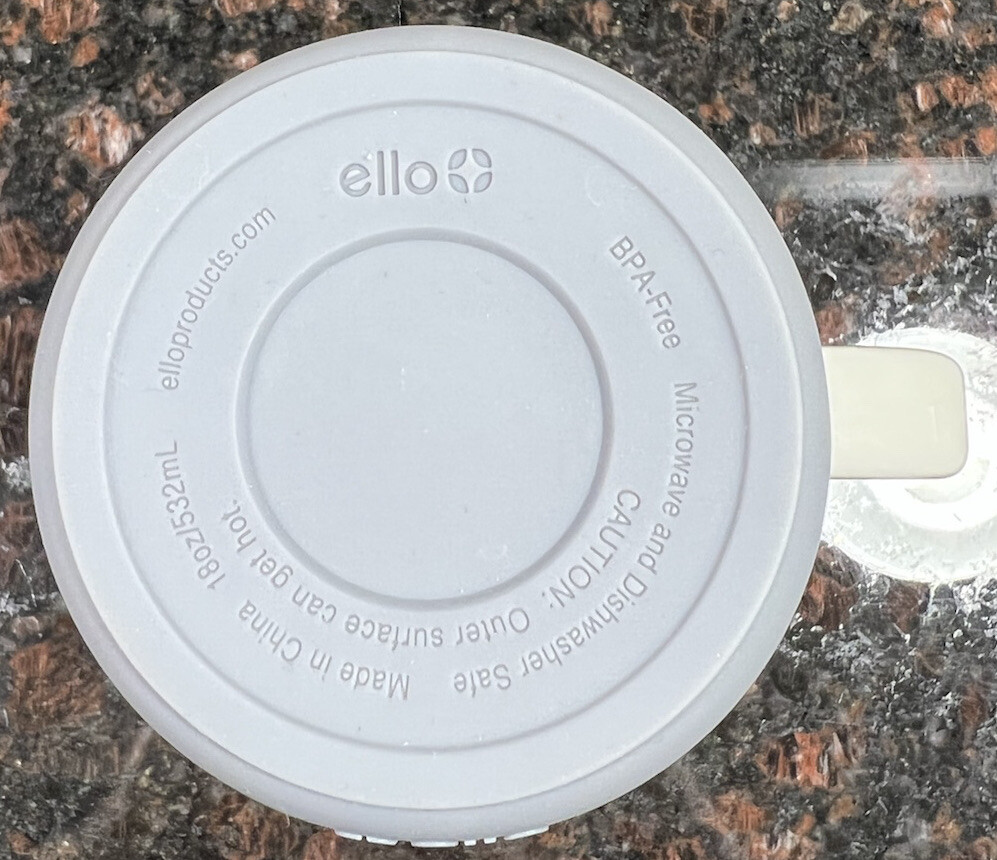 ello
BPA-Free
Microwave and Dishwasher Safe
Made in China
18oz/532mL
elloproducts.com
CAUTION: Outer surface can get hot.